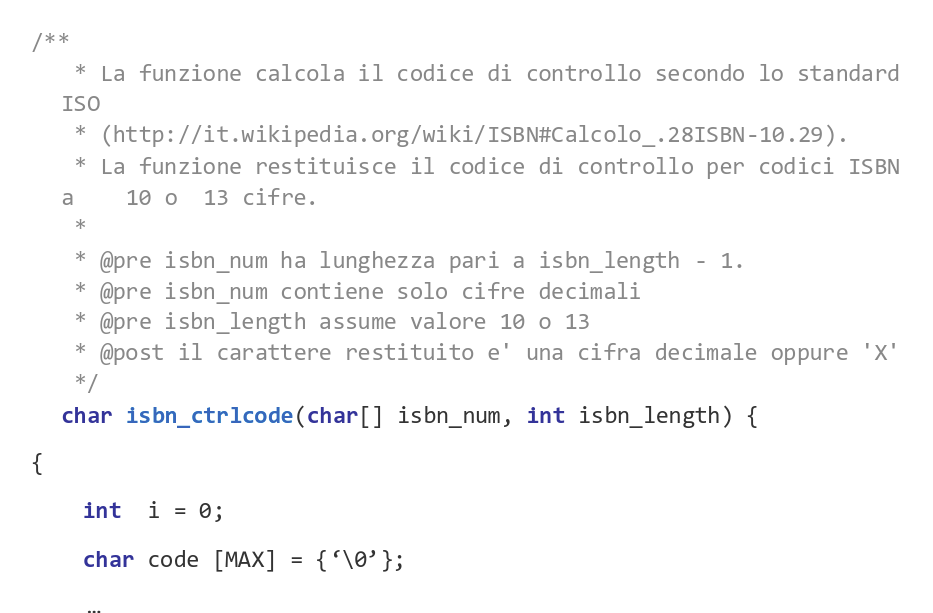 /**
* La funzione calcola il codice di controllo secondo lo standard
ISO
* (http://it.wikipedia.org/wiki/ISBN#Calcolo_.28ISBN-10.29).
* La funzione restituisce il codice di controllo per codici ISBN
a    10 o  13 cifre.
*
* @pre isbn_num ha lunghezza pari a isbn_length - 1.
* @pre isbn_num contiene solo cifre decimali
* @pre isbn_length assume valore 10 o 13
* @post il carattere restituito e' una cifra decimale oppure 'X'
*/
char isbn_ctrlcode(char[] isbn_num, int isbn_length) {
{
int  i = 0;
char code [MAX] = {‘\0’};
…